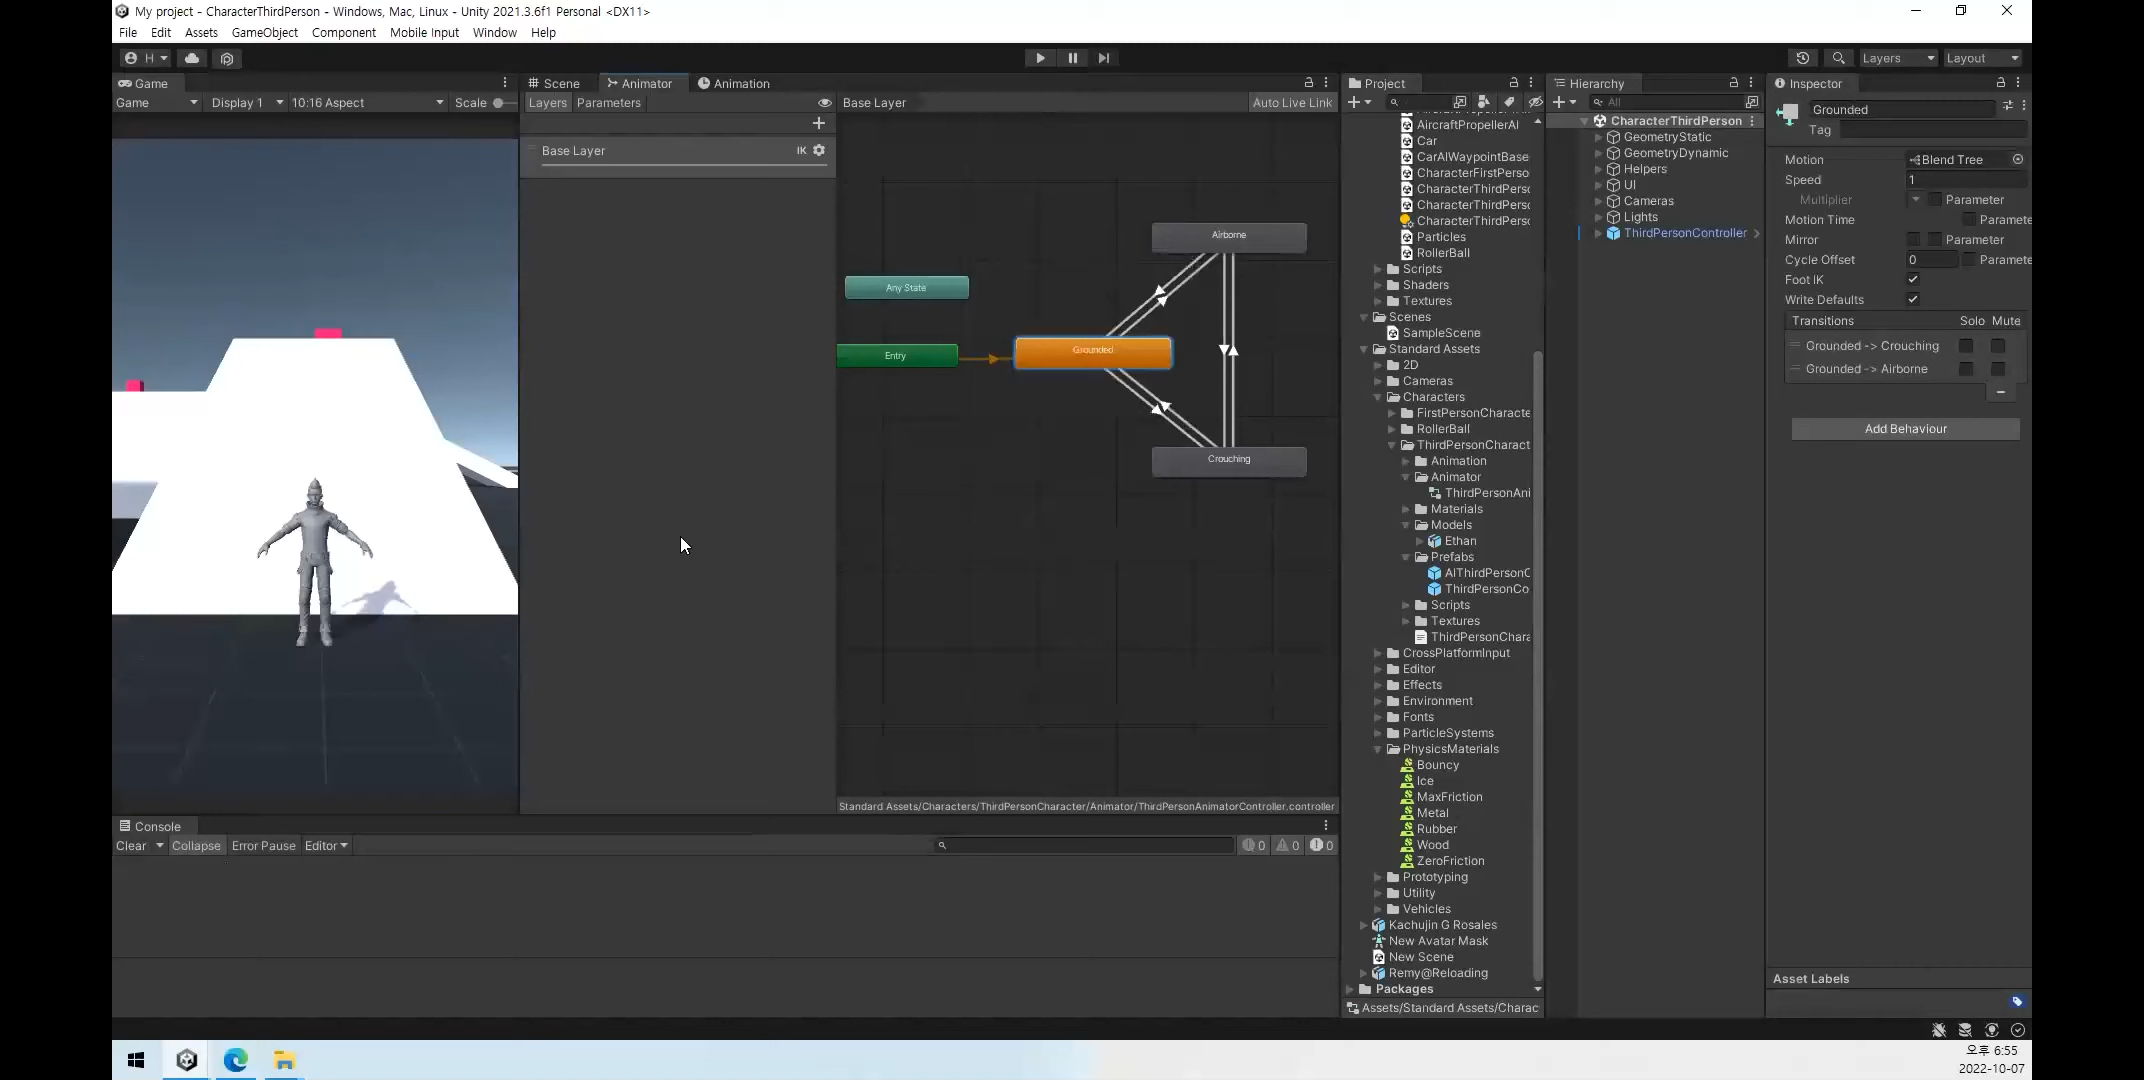 My project - CharacterThirdPerson - Windows, Mac, Linux - Unity 2021.3.6f1 Personal <DX11>
File Edit Assets GameObject Component Mobile Input Window Help
H Layers Layout
Game
Game Display 1 10:16 Aspect Scale
Scene Animator Animation
Layers Parameters Base Layer Auto Live Link
Base Layer IK
Any State
Entry
Grounded
Airborne
Crouching
Standard Assets/Characters/ThirdPersonCharacter/Animator/ThirdPersonAnimatorController.controller
Console
Clear Collapse Error Pause Editor 0 0 0
Project
AircraftPropellerAI
Car
CarAIWaypointBase
CharacterFirstPerso
CharacterThirdPerso
CharacterThirdPerso
CharacterThirdPerso
Particles
RollerBall
Scripts
Shaders
Textures
Scenes
SampleScene
Standard Assets
2D
Cameras
Characters
FirstPersonCharacte
RollerBall
ThirdPersonCharact
Animation
Animator
ThirdPersonAni
Materials
Models
Ethan
Prefabs
AIThirdPersonC
ThirdPersonCo
Scripts
Textures
ThirdPersonChara
CrossPlatformInput
Editor
Effects
Environment
Fonts
ParticleSystems
PhysicsMaterials
Bouncy
Ice
MaxFriction
Metal
Rubber
Wood
ZeroFriction
Prototyping
Utility
Vehicles
Kachujin G Rosales
New Avatar Mask
New Scene
Remy@Reloading
Packages
Assets/Standard Assets/Charac
Hierarchy
All
CharacterThirdPerson
GeometryStatic
GeometryDynamic
Helpers
UI
Cameras
Lights
ThirdPersonController
Inspector
Grounded
Tag
Motion Blend Tree
Speed 1
Multiplier Parameter
Motion Time Paramete
Mirror Parameter
Cycle Offset 0 Paramete
Foot IK
Write Defaults
Transitions Solo Mute
Grounded -> Crouching
Grounded -> Airborne
Add Behaviour
Asset Labels
오후 6:55
2022-10-07